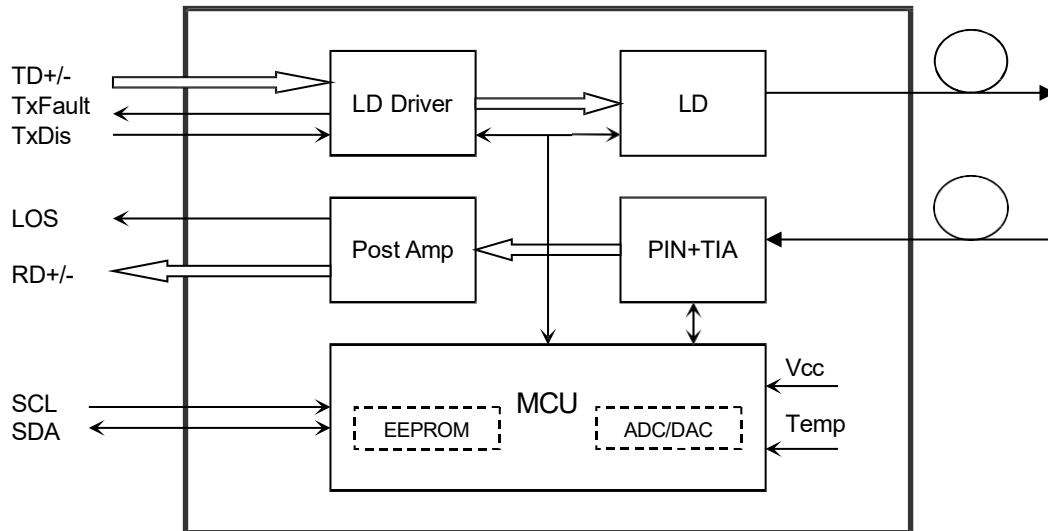 TD+/-
TxFault
TxDis
LD Driver
LD
LOS
RD+/-
Post Amp
PIN+TIA
SCL
SDA
MCU
EEPROM
ADC/DAC
Vcc
Temp